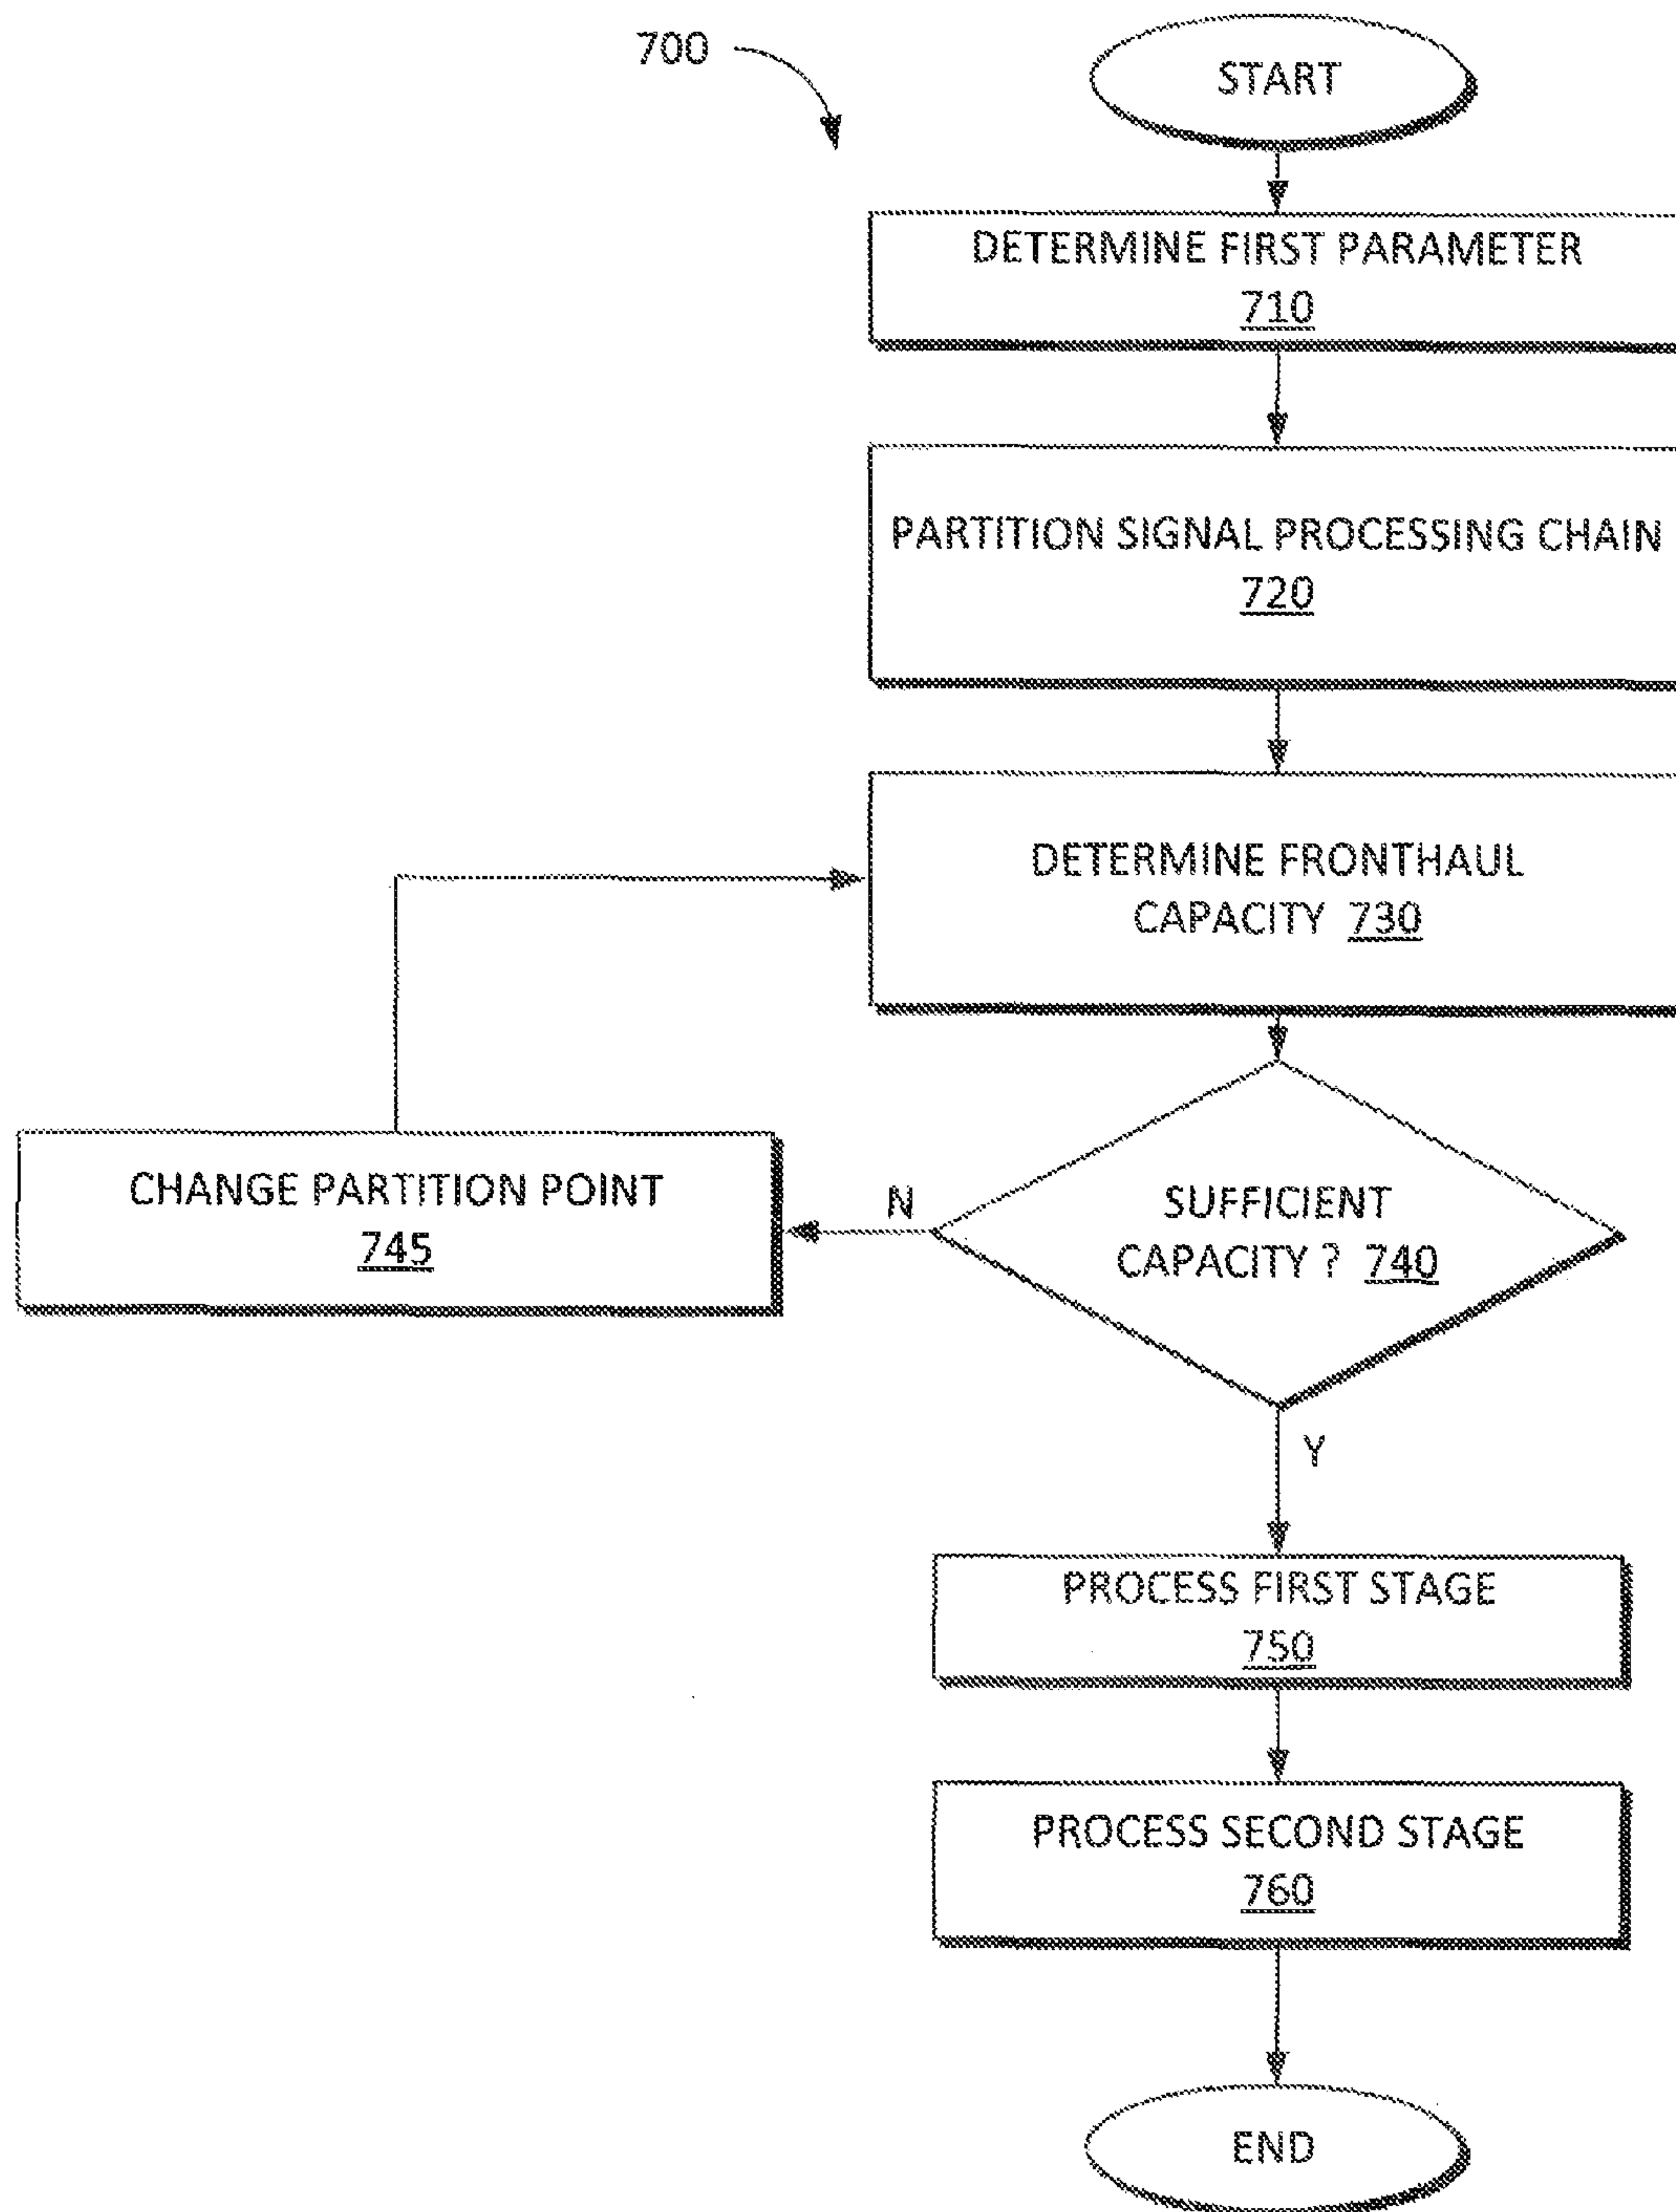 700
START
DETERMINE FIRST PARAMETER
710
PARTITION SIGNAL PROCESSING CHAIN
720
DETERMINE FRONTHAUL
CAPACITY 730
CHANGE PARTITION POINT
745
N
SUFFICIENT
CAPACITY ? 740
Y
PROCESS FIRST STAGE
750
PROCESS SECOND STAGE
760
END